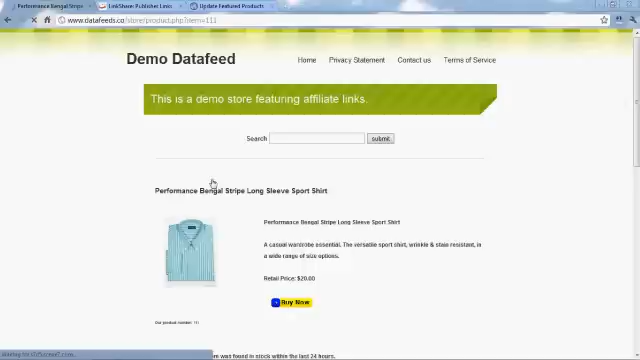 Performance Bengal Stripe
LinkShare: Publisher Links
Update Featured Products
www.datafeeds.co/store/product.php?item=111
Demo Datafeed
Home
Privacy Statement
Contact us
Terms of Service
This is a demo store featuring affiliate links.
Search
submit
Performance Bengal Stripe Long Sleeve Sport Shirt
Performance Bengal Stripe Long Sleeve Sport Shirt
A casual wardrobe essential. The versatile sport shirt, wrinkle & stain resistant, in
a wide range of size options.
Retail Price: $20.00
Buy Now
Our product number
was found in stock within the last 24 hours.